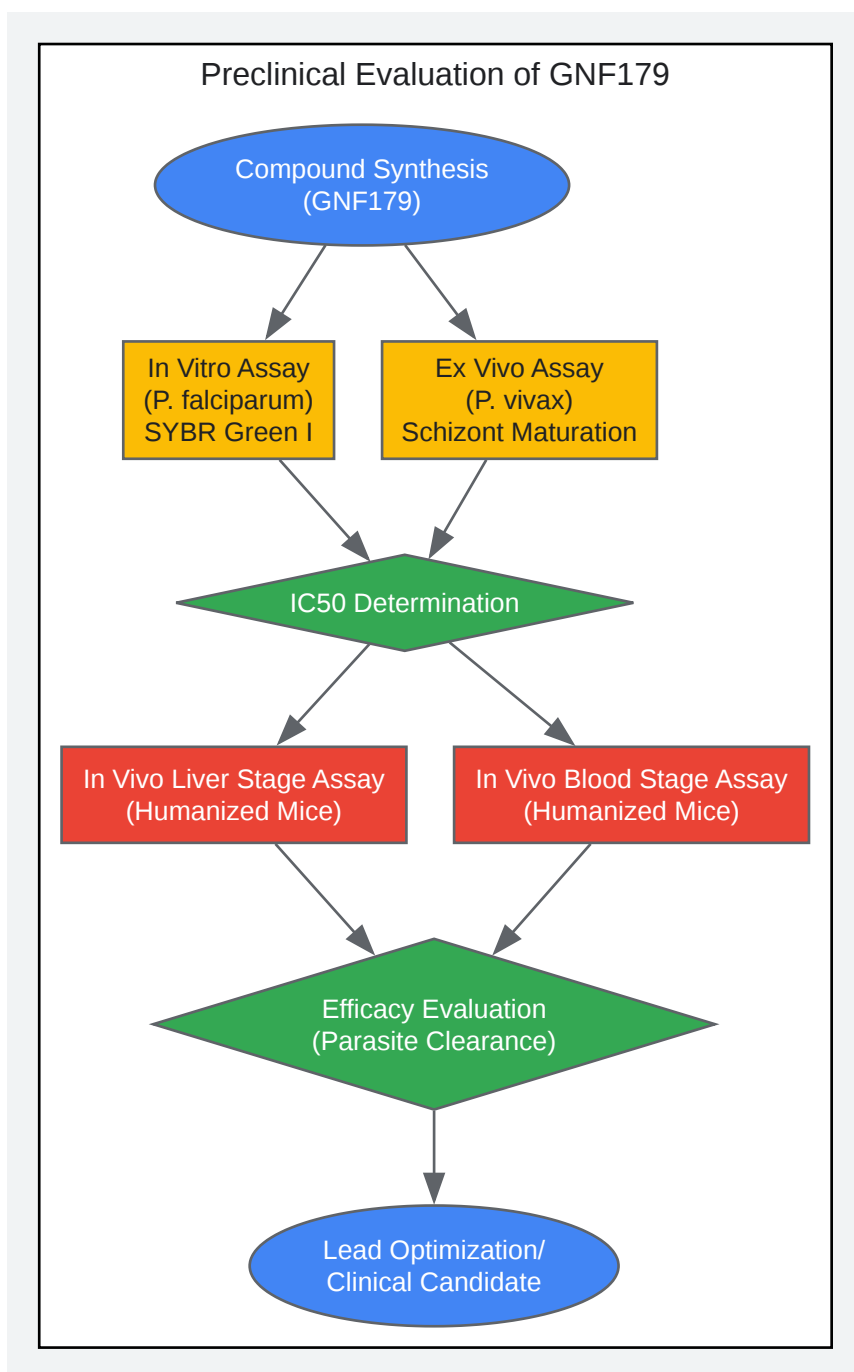 Preclinical Evaluation of GNF179
Compound Synthesis
(GNF179)
In Vitro Assay
(P. falciparum)
SYBR Green I
Ex Vivo Assay
(P. vivax)
Schizont Maturation
IC50 Determination
In Vivo Liver Stage Assay
(Humanized Mice)
In Vivo Blood Stage Assay
(Humanized Mice)
Efficacy Evaluation
(Parasite Clearance)
Lead Optimization/
Clinical Candidate